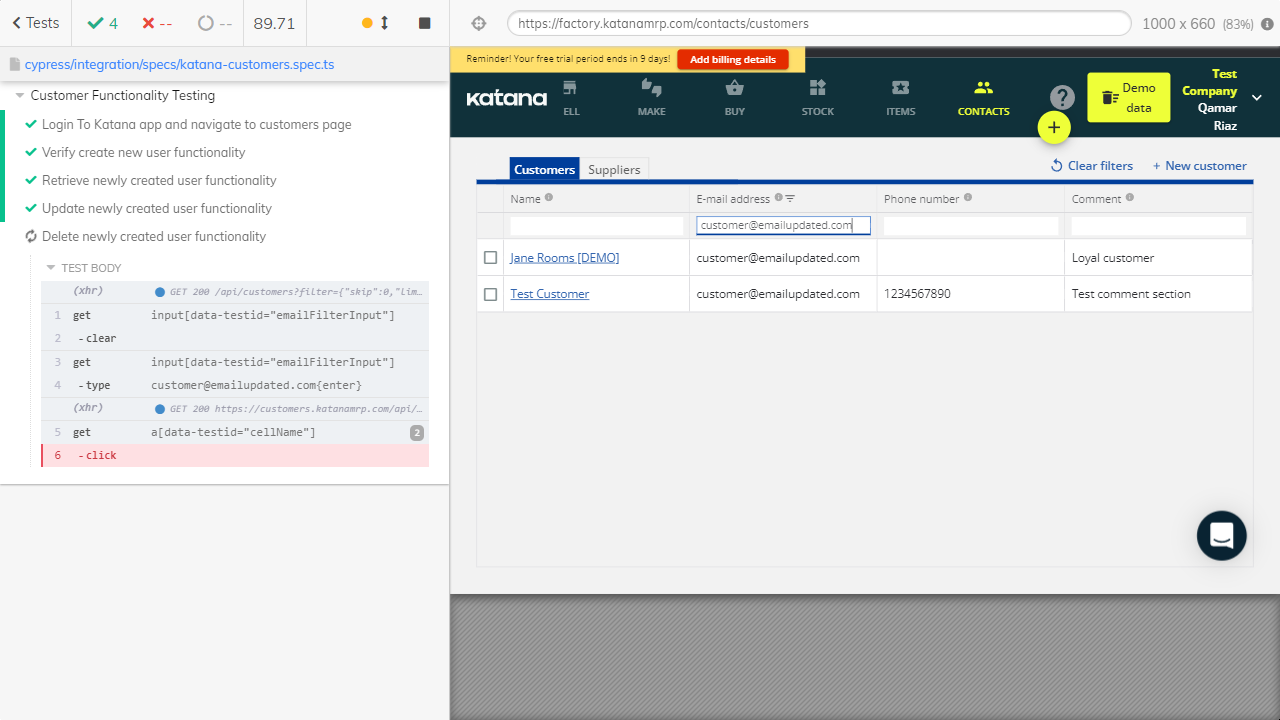 Tests
4
--
--
89.71
https://factory.katanamrp.com/contacts/customers
1000 x 660 (83%)
cypress/integration/specs/katana-customers.spec.ts
Customer Funrtionality Testing
Login To Katana app and navigate to customers page
Verify create new user functionality
Retrieve newly created user functionality
Update newly created user functionality
Delete newly created user functionality
TEST BODY
(xhr) GET 200 /api/customers?filter={"skip":0,"lim…
1 get input[data-testid="emailFilterInput"]
2 -clear
3 get input[data-testid="emailFilterInput"]
4 -type customer@emailupdated.com{enter}
(xhr) GET 200 https://customers.katanamrp.com/api/…
5 get a[data-testid="cellName"] 2
6 -click
Reminder! Your free trial period ends in 9 days! Add billing details
katana
ELL
MAKE
BUY
STOCK
ITEMS
CONTACTS
?
+
Demo
data
Test
Company
Qamar
Riaz
Customers Suppliers
Clear filters
+ New customer
Name E-mail address Phone number Comment
customer@emailupdated.com
Jane Rooms [DEMO] customer@emailupdated.com Loyal customer
Test Customer customer@emailupdated.com 1234567890 Test comment section